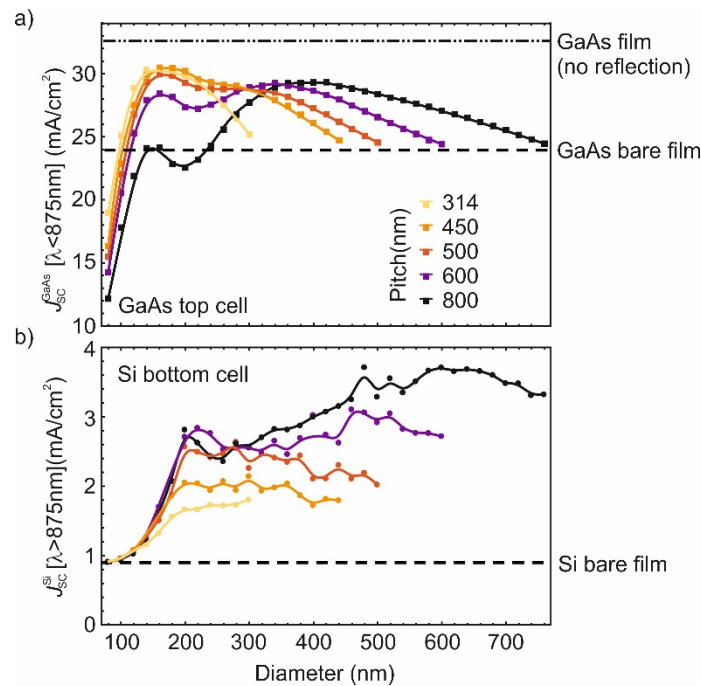 a)
GaAs film
(no reflection)
GaAs bare film
J_SC^GaAs [λ<875nm] (mA/cm²)
30
25
20
15
10
Pitch(nm)
314
450
500
600
800
GaAs top cell
b)
Si bottom cell
J_SC^Si [λ>875nm](mA/cm²)
4
3
2
1
0
Si bare film
100 200 300 400 500 600 700
Diameter (nm)